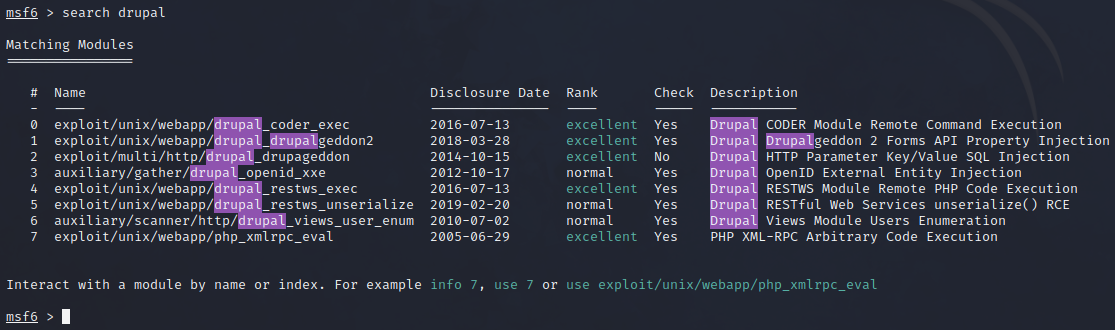 msf6 > search drupal
Matching Modules
================
# Name Disclosure Date Rank Check Description
- ---- --------------- ---- ----- -----------
0 exploit/unix/webapp/drupal_coder_exec 2016-07-13 excellent Yes Drupal CODER Module Remote Command Execution
1 exploit/unix/webapp/drupal_drupalgeddon2 2018-03-28 excellent Yes Drupal Drupalgeddon 2 Forms API Property Injection
2 exploit/multi/http/drupal_drupageddon 2014-10-15 excellent No Drupal HTTP Parameter Key/Value SQL Injection
3 auxiliary/gather/drupal_openid_xxe 2012-10-17 normal Yes Drupal OpenID External Entity Injection
4 exploit/unix/webapp/drupal_restws_exec 2016-07-13 excellent Yes Drupal RESTWS Module Remote PHP Code Execution
5 exploit/unix/webapp/drupal_restws_unserialize 2019-02-20 normal Yes Drupal RESTful Web Services unserialize() RCE
6 auxiliary/scanner/http/drupal_views_user_enum 2010-07-02 normal Yes Drupal Views Module Users Enumeration
7 exploit/unix/webapp/php_xmlrpc_eval 2005-06-29 excellent Yes PHP XML-RPC Arbitrary Code Execution
Interact with a module by name or index. For example info 7, use 7 or use exploit/unix/webapp/php_xmlrpc_eval
msf6 >